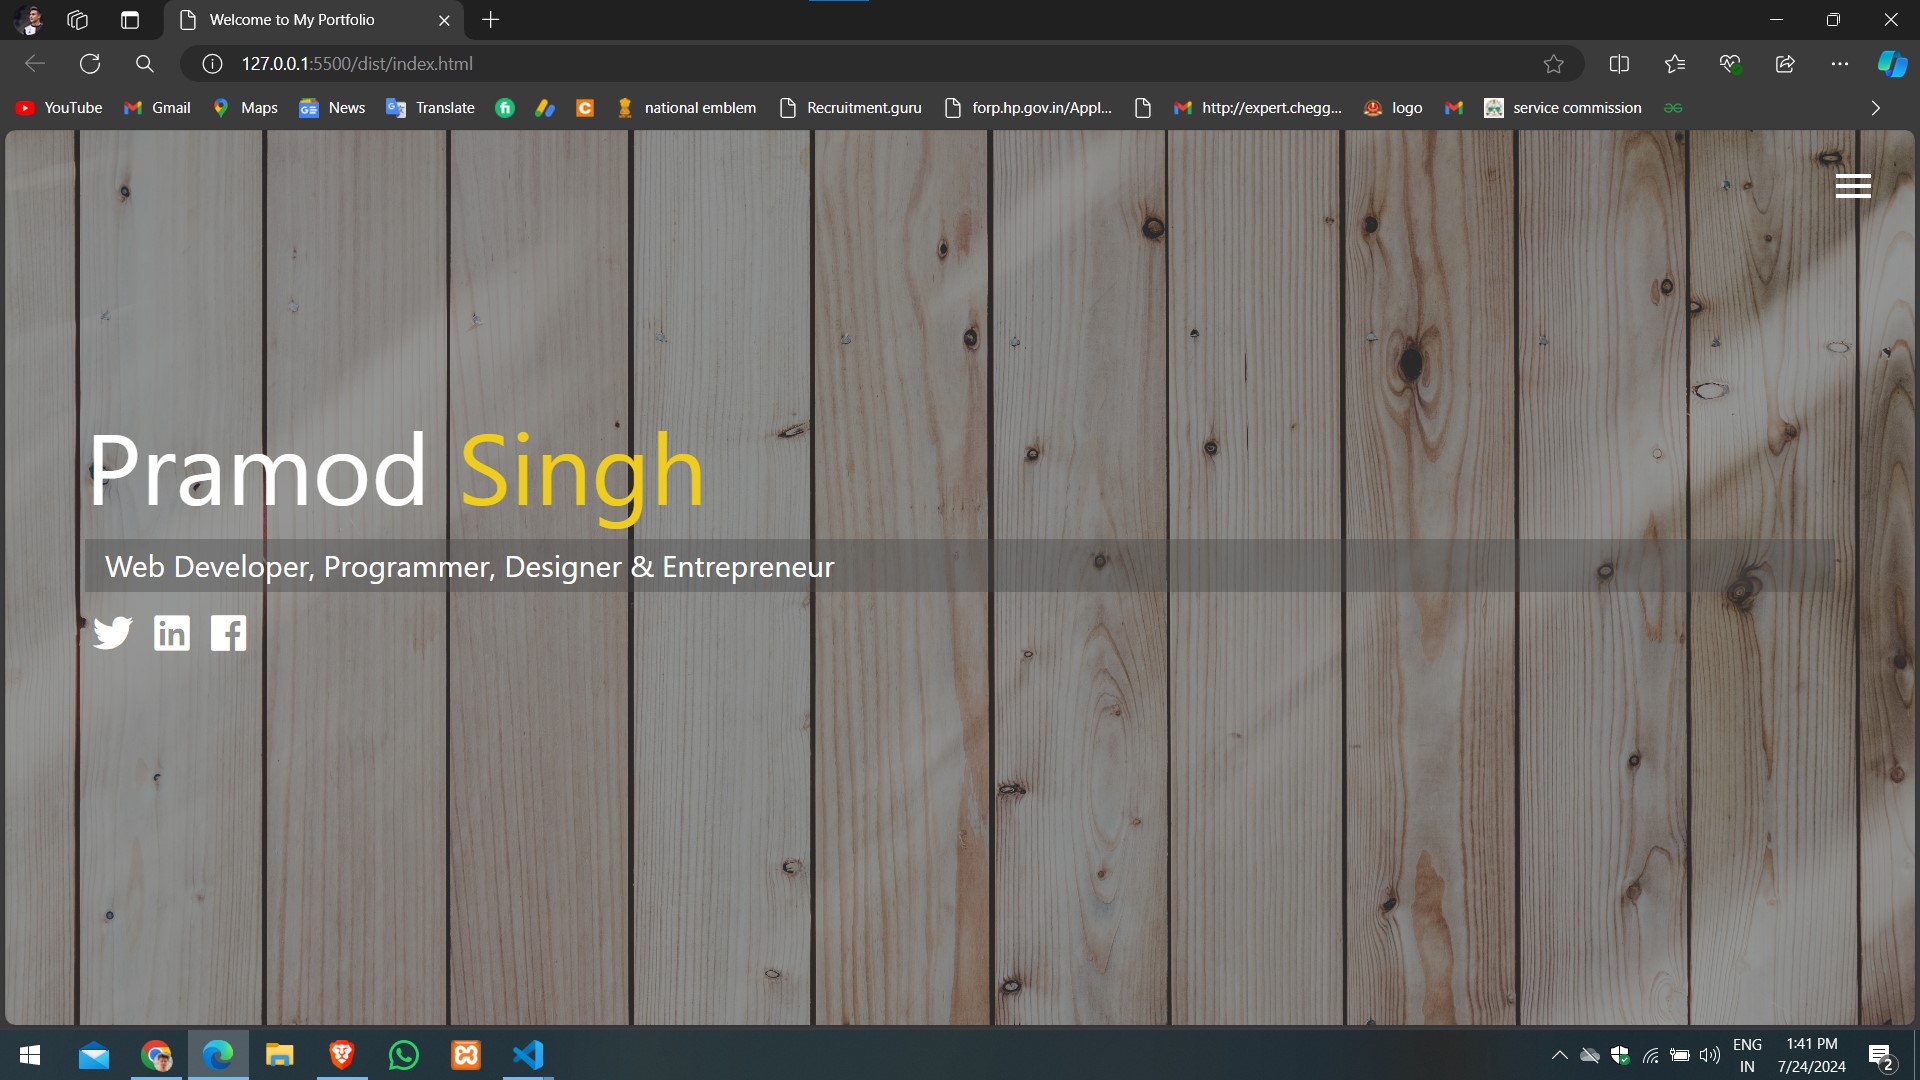 Welcome to My Portfolio
127.0.0.1:5500/dist/index.html
YouTube Gmail Maps News Translate national emblem Recruitment.guru forp.hp.gov.in/Appl... http://expert.chegg... logo service commission
Pramod Singh
Web Developer, Programmer, Designer & Entrepreneur
ENG 1:41 PM
IN 7/24/2024 2